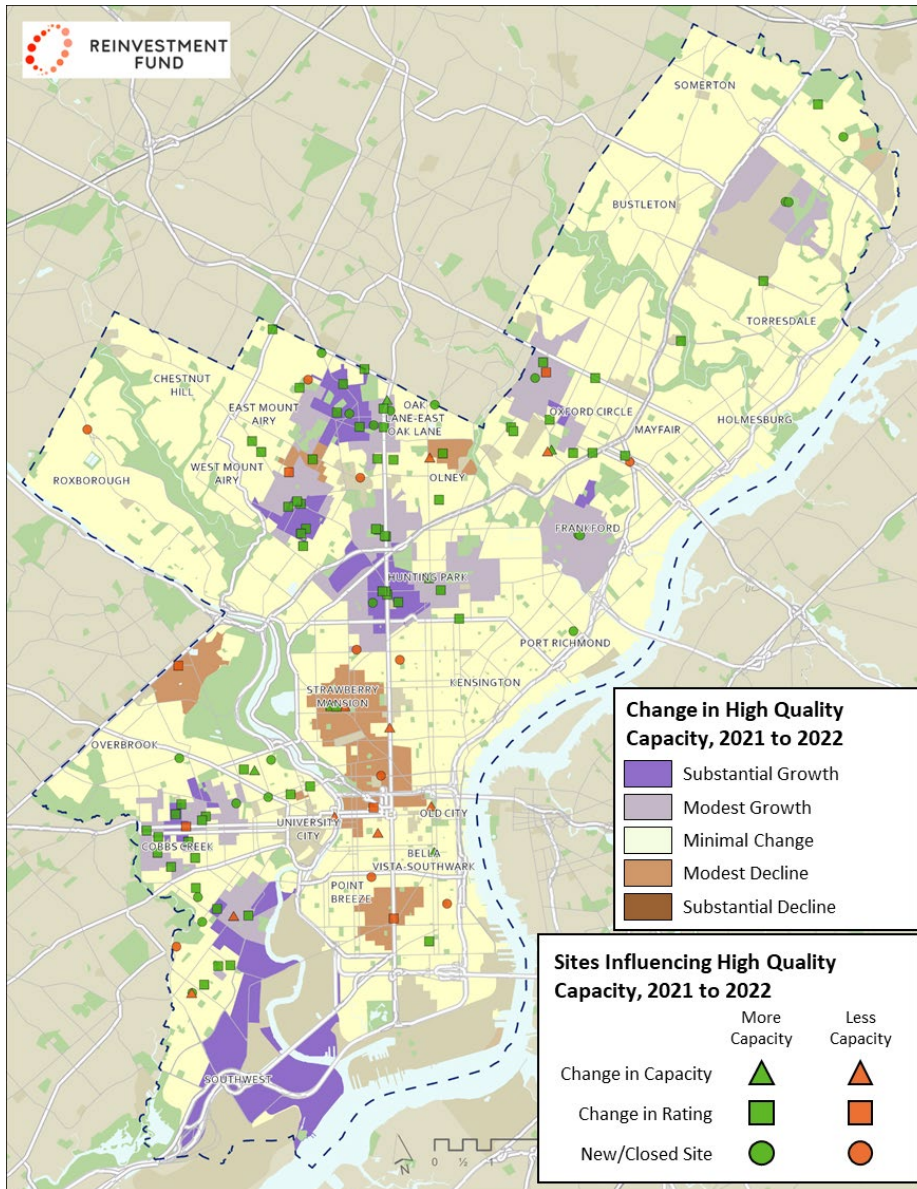 REINVESTMENT
FUND
SOMERTON
BUSTLETON
TORRESDALE
CHESTNUT
HILL
EAST MOUNT
AIRY
OAK
LANE-EAST
OAK LANE
OXFORD CIRCLE
MAYFAIR
HOLMESBURG
ROXBOROUGH
WEST MOUNT
AIRY
OLNEY
FRANKFORD
HUNTING PARK
PORT RICHMOND
KENSINGTON
STRAWBERRY
MANSION
OVERBROOK
UNIVERSITY
CITY
OLD CITY
COBBS CREEK
BELLA
VISTA-SOUTHWARK
POINT
BREEZE
SOUTHWEST
N
0 ½ 1
Change in High Quality
Capacity, 2021 to 2022
Substantial Growth
Modest Growth
Minimal Change
Modest Decline
Substantial Decline
Sites Influencing High Quality
Capacity, 2021 to 2022
More
Capacity
Less
Capacity
Change in Capacity
Change in Rating
New/Closed Site